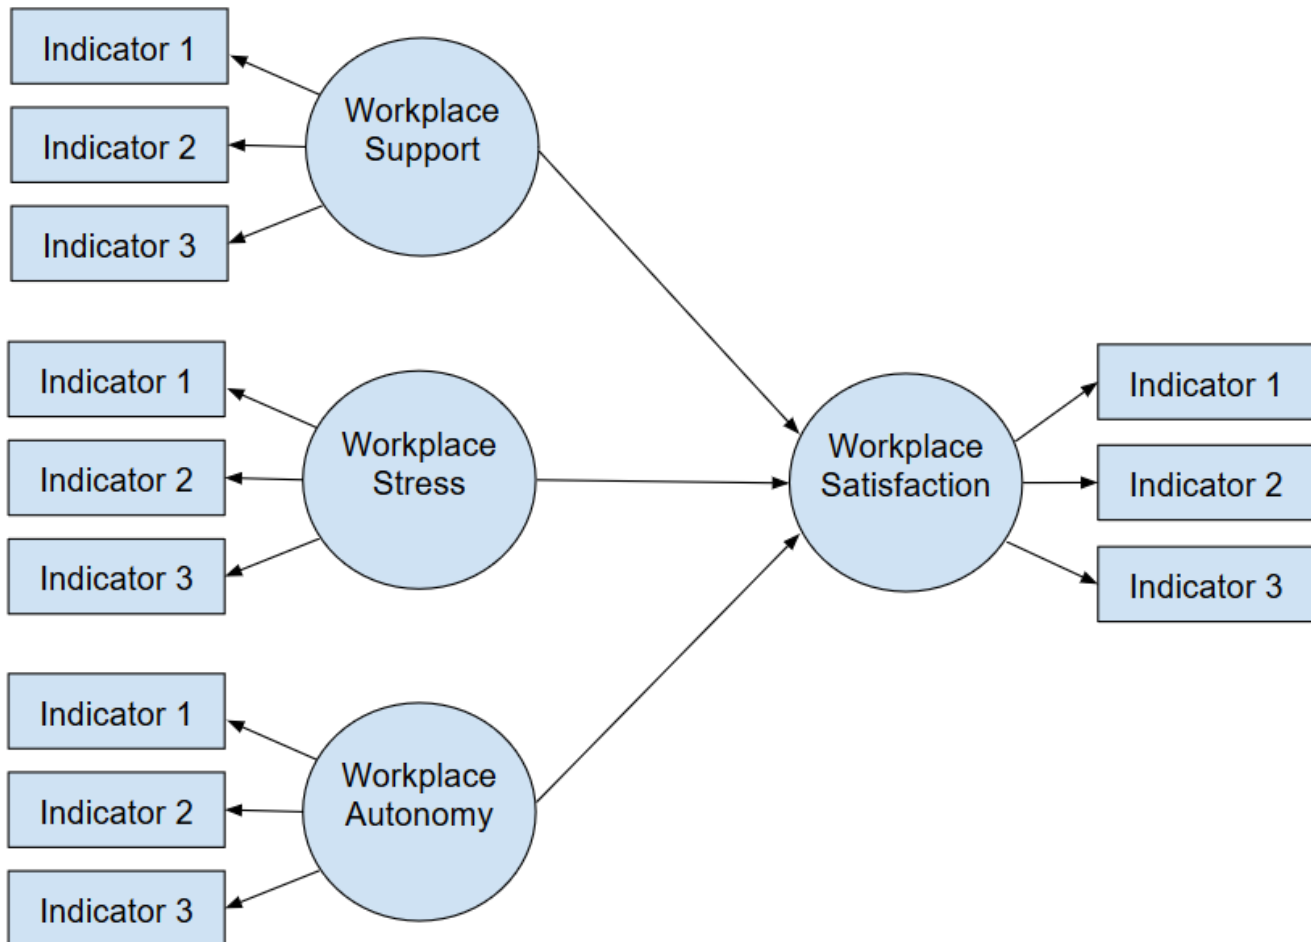 Indicator 1
Indicator 2
Indicator 3
Workplace
Support
Indicator 1
Indicator 2
Indicator 3
Workplace
Stress
Indicator 1
Indicator 2
Indicator 3
Workplace
Autonomy
Workplace
Satisfaction
Indicator 1
Indicator 2
Indicator 3